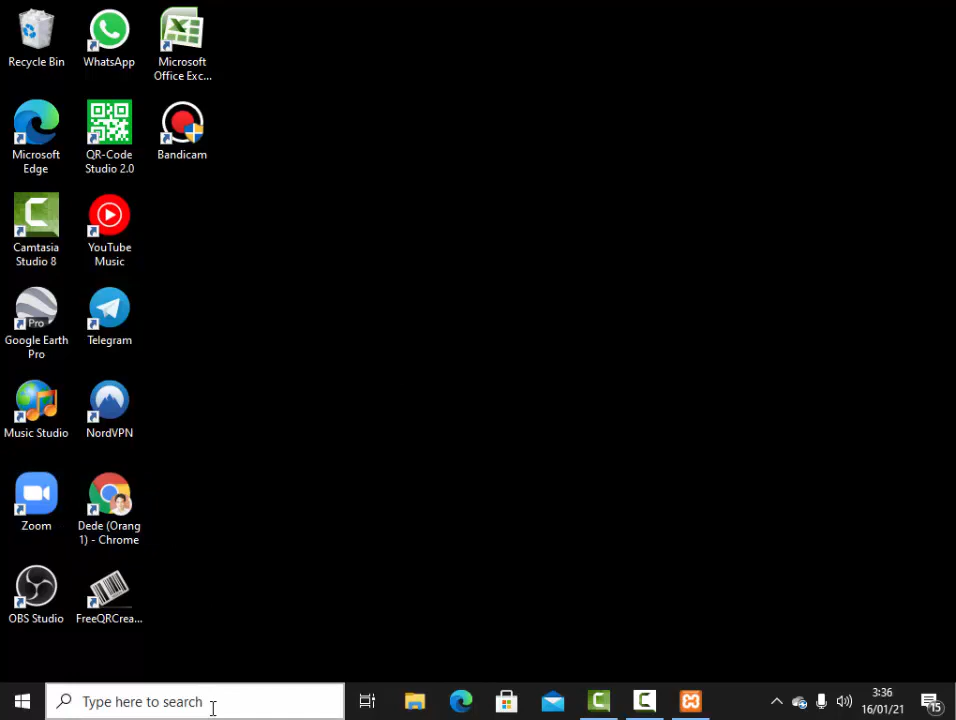 Recycle Bin
WhatsApp
Microsoft
Office Exc...
Microsoft
Edge
QR-Code
Studio 2.0
Bandicam
Camtasia
Studio 8
YouTube
Music
Pro
Google Earth
Pro
Telegram
Music Studio
NordVPN
Zoom
Dede (Orang
1) - Chrome
OBS Studio
FreeQRCrea...
Type here to search
3:36
16/01/21
15